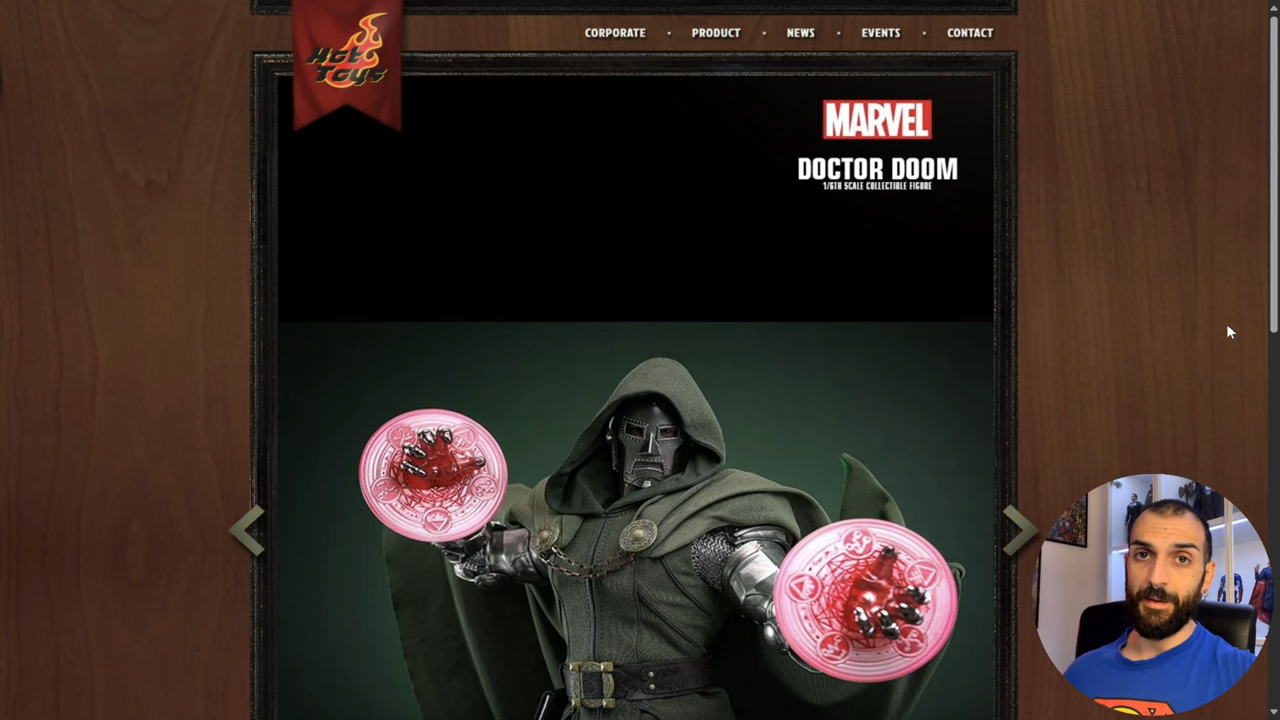 Hot
Toys
CORPORATE • PRODUCT • NEWS • EVENTS • CONTACT
MARVEL
DOCTOR DOOM
1/6TH SCALE COLLECTIBLE FIGURE